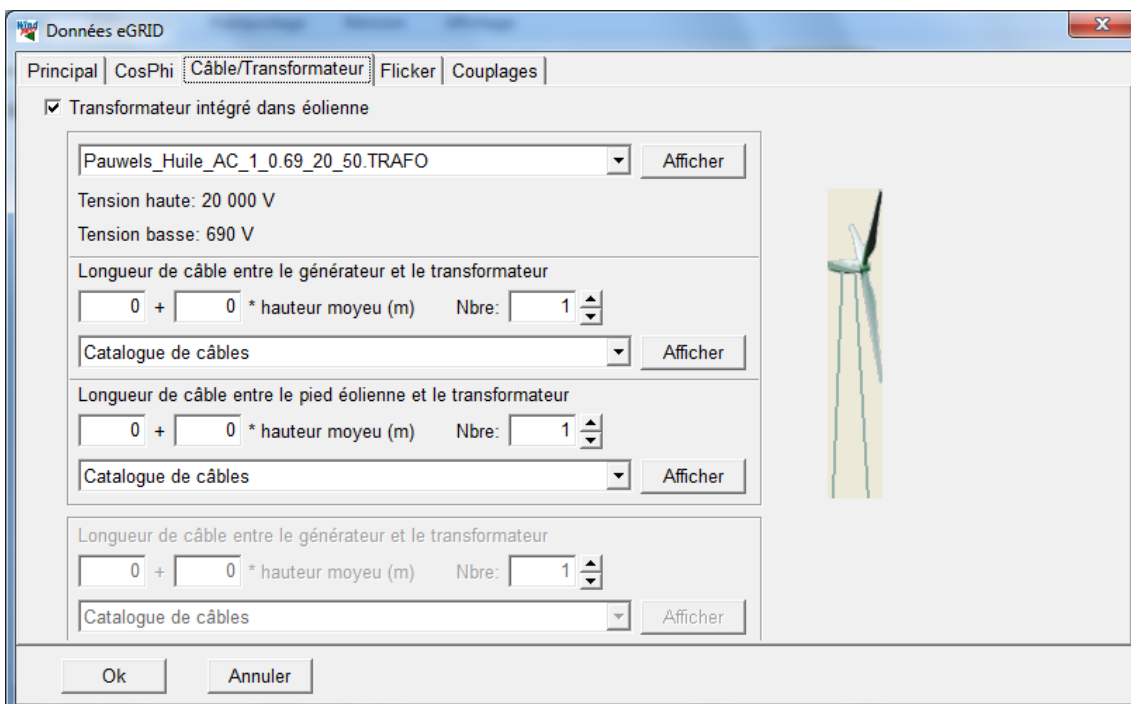 Données eGRID
Principal CosPhi Câble/Transformateur Flicker Couplages
Transformateur intégré dans éolienne
Pauwels_Huile_AC_1_0.69_20_50.TRAFO Afficher
Tension haute: 20 000 V
Tension basse: 690 V
Longueur de câble entre le générateur et le transformateur
0 + 0 * hauteur moyeu (m) Nbre: 1
Catalogue de câbles Afficher
Longueur de câble entre le pied éolienne et le transformateur
0 + 0 * hauteur moyeu (m) Nbre: 1
Catalogue de câbles Afficher
Longueur de câble entre le générateur et le transformateur
0 + 0 * hauteur moyeu (m) Nbre: 1
Catalogue de câbles Afficher
Ok Annuler